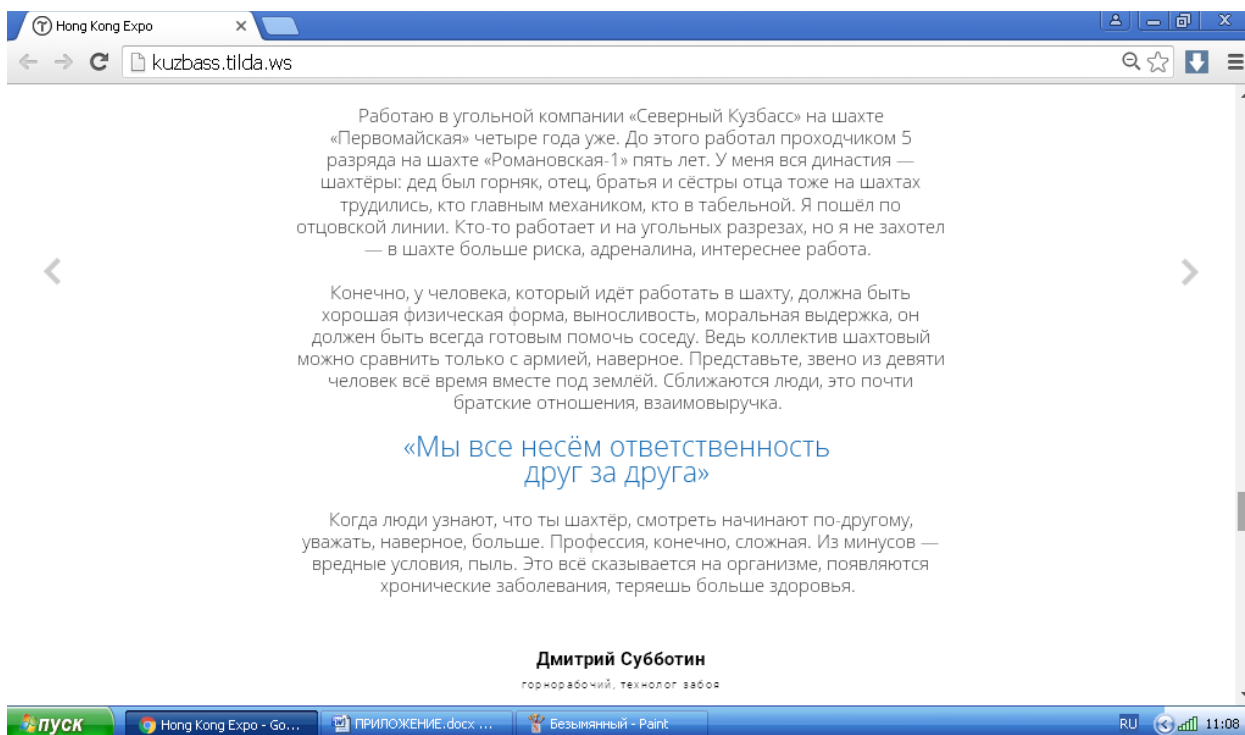 Hong Kong Expo
kuzbass.tilda.ws
Работаю в угольной компании «Северный Кузбасс» на шахте
«Первомайская» четыре года уже. До этого работал проходчиком 5
разряда на шахте «Романовская-1» пять лет. У меня вся династия —
шахтёры: дед был горняк, отец, братья и сёстры отца тоже на шахтах
трудились, кто главным механиком, кто в табельной. Я пошёл по
отцовской линии. Кто-то работает и на угольных разрезах, но я не захотел
— в шахте больше риска, адреналина, интереснее работа.
Конечно, у человека, который идёт работать в шахту, должна быть
хорошая физическая форма, выносливость, моральная выдержка, он
должен быть всегда готовым помочь соседу. Ведь коллектив шахтовый
можно сравнить только с армией, наверное. Представьте, звено из девяти
человек всё время вместе под землёй. Сближаются люди, это почти
братские отношения, взаимовыручка.
«Мы все несём ответственность
друг за друга»
Когда люди узнают, что ты шахтёр, смотреть начинают по-другому,
уважать, наверное, больше. Профессия, конечно, сложная. Из минусов —
вредные условия, пыль. Это всё сказывается на организме, появляются
хронические заболевания, теряешь больше здоровья.
Дмитрий Субботин
горнорабочий, технолог забоя
пуск
Hong Kong Expo - Go...
ПРИЛОЖЕНИЕ.docx ...
Безымянный - Paint
RU
11:08